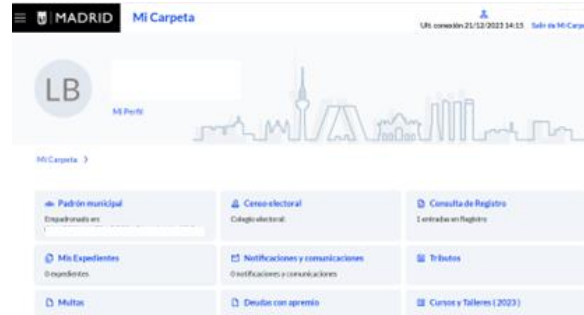 MADRID
Mi Carpeta
Últ. conexión 21/12/2023 14:15
Salir de Mi Carpe
LB
Mi Perfil
Mi Carpeta
Padrón municipal
Empadronado en:
Censo electoral
Colegio electoral:
Consulta de Registro
1 entradas en Registro
Mis Expedientes
0 expedientes
Notificaciones y comunicaciones
0 notificaciones y comunicaciones
Tributos
Multas
Deudas con apremio
Cursos y Talleres ( 2023 )